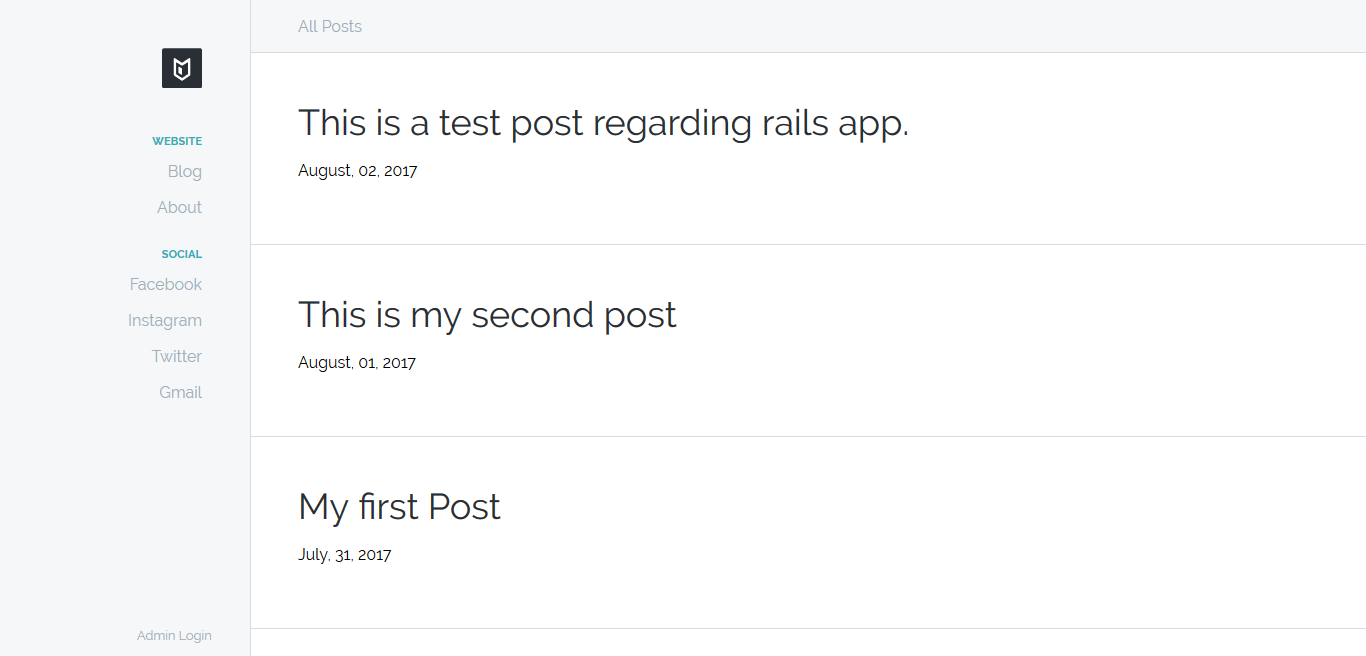 WEBSITE
Blog
About
SOCIAL
Facebook
Instagram
Twitter
Gmail
Admin Login
All Posts
This is a test post regarding rails app.
August, 02, 2017
This is my second post
August, 01, 2017
My first Post
July, 31, 2017